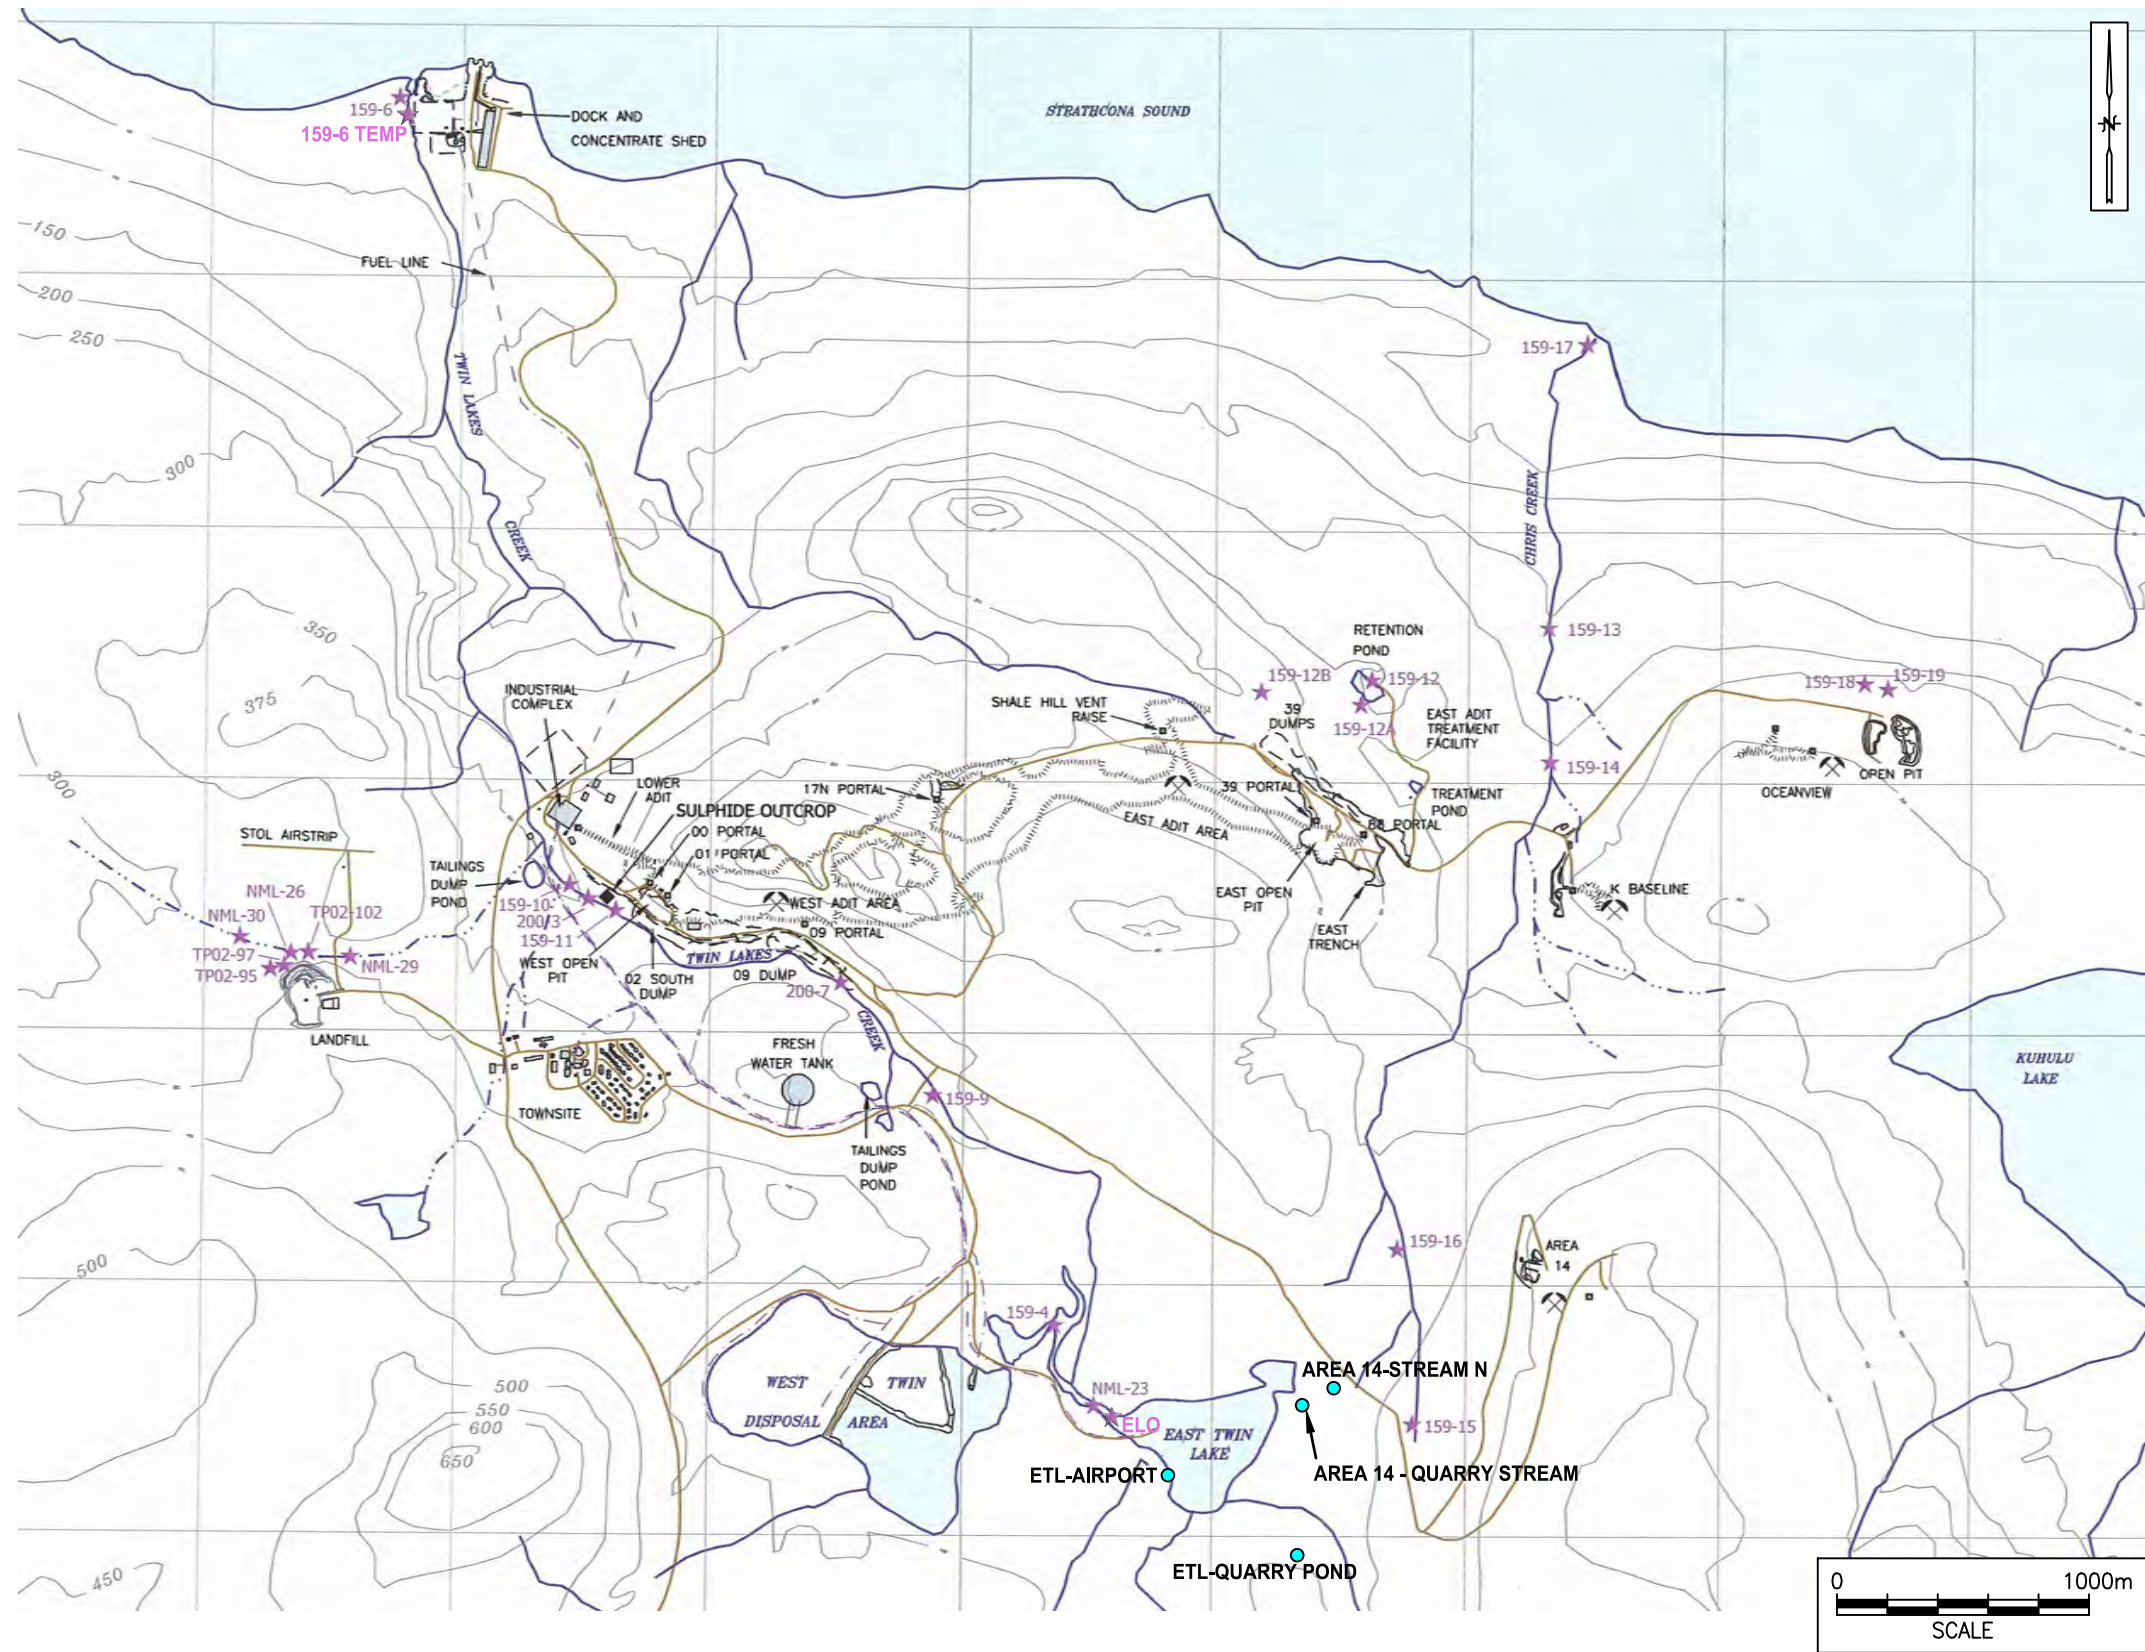 STRATHCONA SOUND
N
159-6
159-6 TEMP
DOCK AND
CONCENTRATE SHED
150
FUEL LINE
200
250
TWIN LAKES
CREEK
159-17
CHRIS CREEK
300
350
375
300
159-13
RETENTION
POND
159-12B
159-12
159-12A
159-18
159-19
INDUSTRIAL
COMPLEX
SHALE HILL VENT
RAISE
39
DUMPS
EAST ADIT
TREATMENT
FACILITY
159-14
OPEN PIT
OCEANVIEW
LOWER
ADIT
17N PORTAL
39 PORTAL
TREATMENT
POND
SULPHIDE OUTCROP
00 PORTAL
01 PORTAL
EAST ADIT AREA
88 PORTAL
STOL AIRSTRIP
TAILINGS
DUMP
POND
NML-26
NML-30
TP02-102
TP02-97
TP02-95
NML-29
LANDFILL
159-10
200/3
159-11
WEST OPEN
PIT
WEST ADIT AREA
09 PORTAL
TWIN LAKES
CREEK
02 SOUTH
DUMP
09 DUMP
200-7
EAST OPEN
PIT
EAST
TRENCH
K BASELINE
FRESH
WATER TANK
TOWNSITE
159-9
TAILINGS
DUMP
POND
KUHULU
LAKE
500
159-16
AREA
14
159-4
WEST TWIN
DISPOSAL AREA
NML-23
ELO
EAST TWIN
LAKE
AREA 14-STREAM N
159-15
AREA 14 - QUARRY STREAM
ETL-AIRPORT
ETL-QUARRY POND
500
550
600
650
450
0 1000m
SCALE